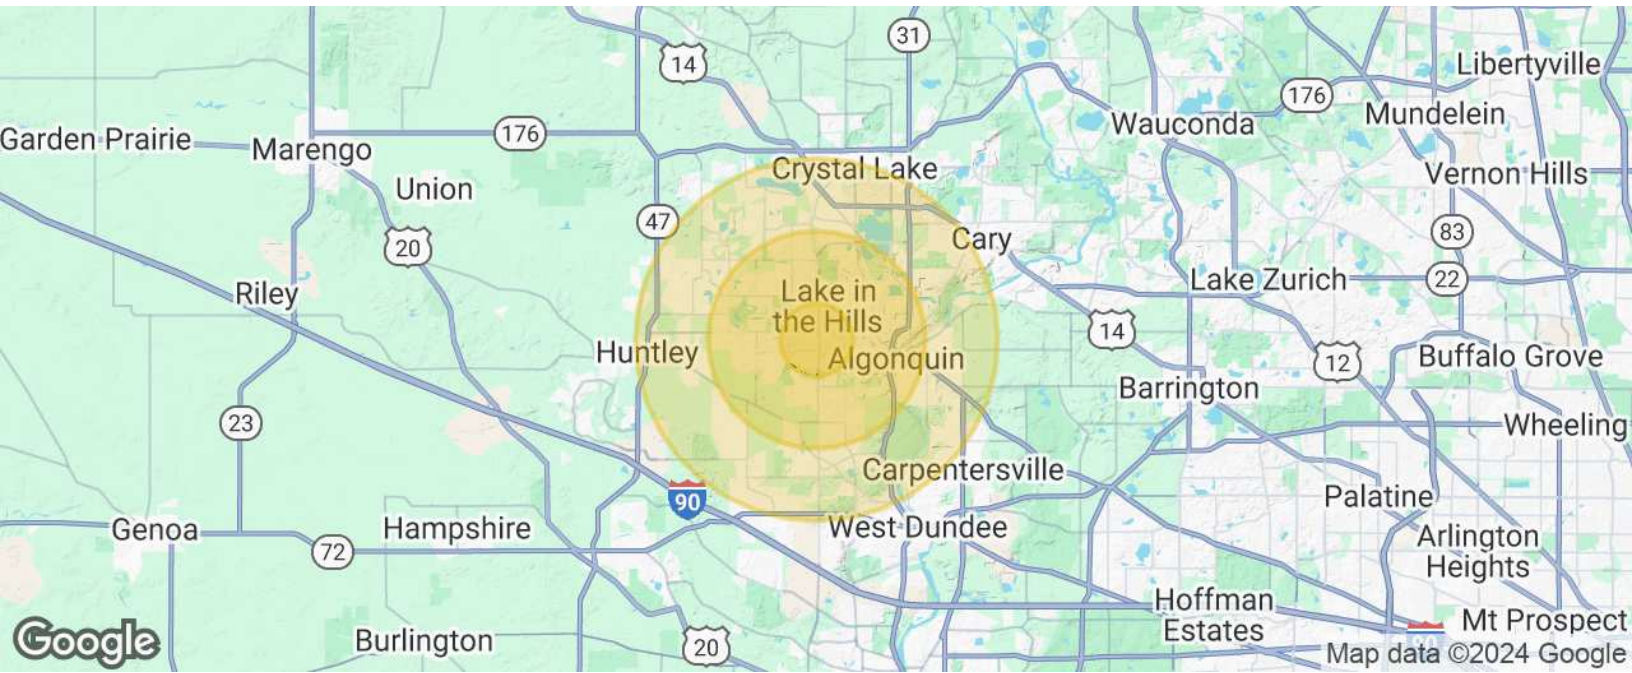 31
14
Libertyville
176
Mundelein
Wauconda
176
Garden Prairie
Marengo
Crystal Lake
Vernon Hills
Union
47
83
20
Cary
Lake Zurich
22
Riley
Lake in
the Hills
14
Huntley
Algonquin
12
Buffalo Grove
Barrington
23
Wheeling
Carpentersville
90
Palatine
Genoa
Hampshire
West Dundee
72
Arlington
Heights
Hoffman
Estates
Mt Prospect
Google
Burlington
20
Map data ©2024 Google